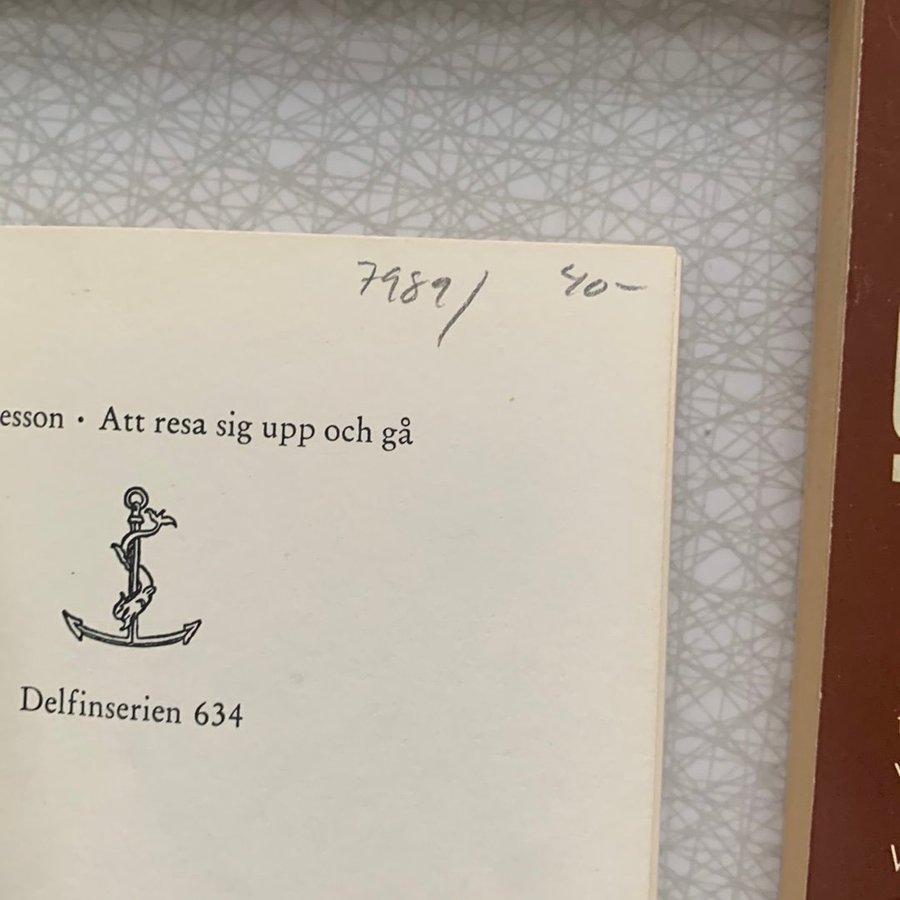 7989/ 40-
esson · Att resa sig upp och gå
Delfinserien 634